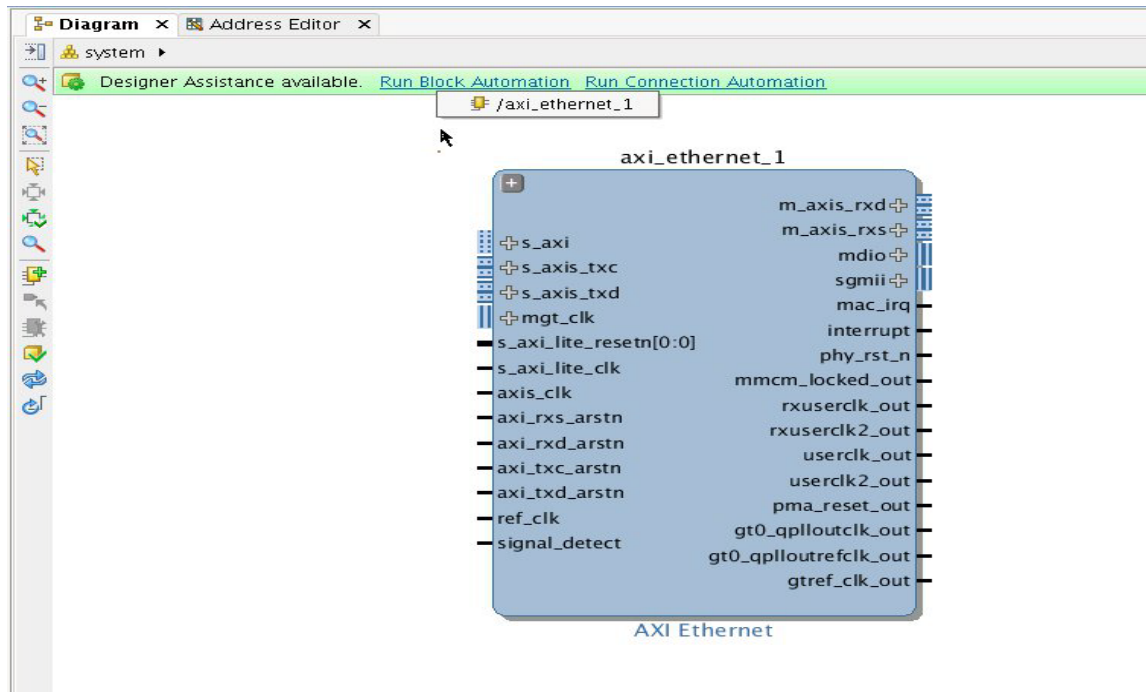 Diagram × Address Editor ×
system
Designer Assistance available. Run Block Automation Run Connection Automation
/axi_ethernet_1
axi_ethernet_1
s_axi
s_axis_txc
s_axis_txd
mgt_clk
s_axi_lite_resetn[0:0]
s_axi_lite_clk
axis_clk
axi_rxs_arstn
axi_rxd_arstn
axi_txc_arstn
axi_txd_arstn
ref_clk
signal_detect
m_axis_rxd
m_axis_rxs
mdio
sgmii
mac_irq
interrupt
phy_rst_n
mmcm_locked_out
rxuserclk_out
rxuserclk2_out
userclk_out
userclk2_out
pma_reset_out
gt0_qplloutclk_out
gt0_qplloutrefclk_out
gtref_clk_out
AXI Ethernet